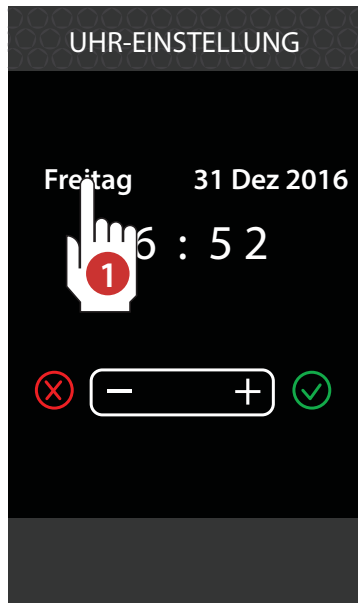 UHR-EINSTELLUNG
Freitag 31 Dez 2016
6 : 5 2
1
− +